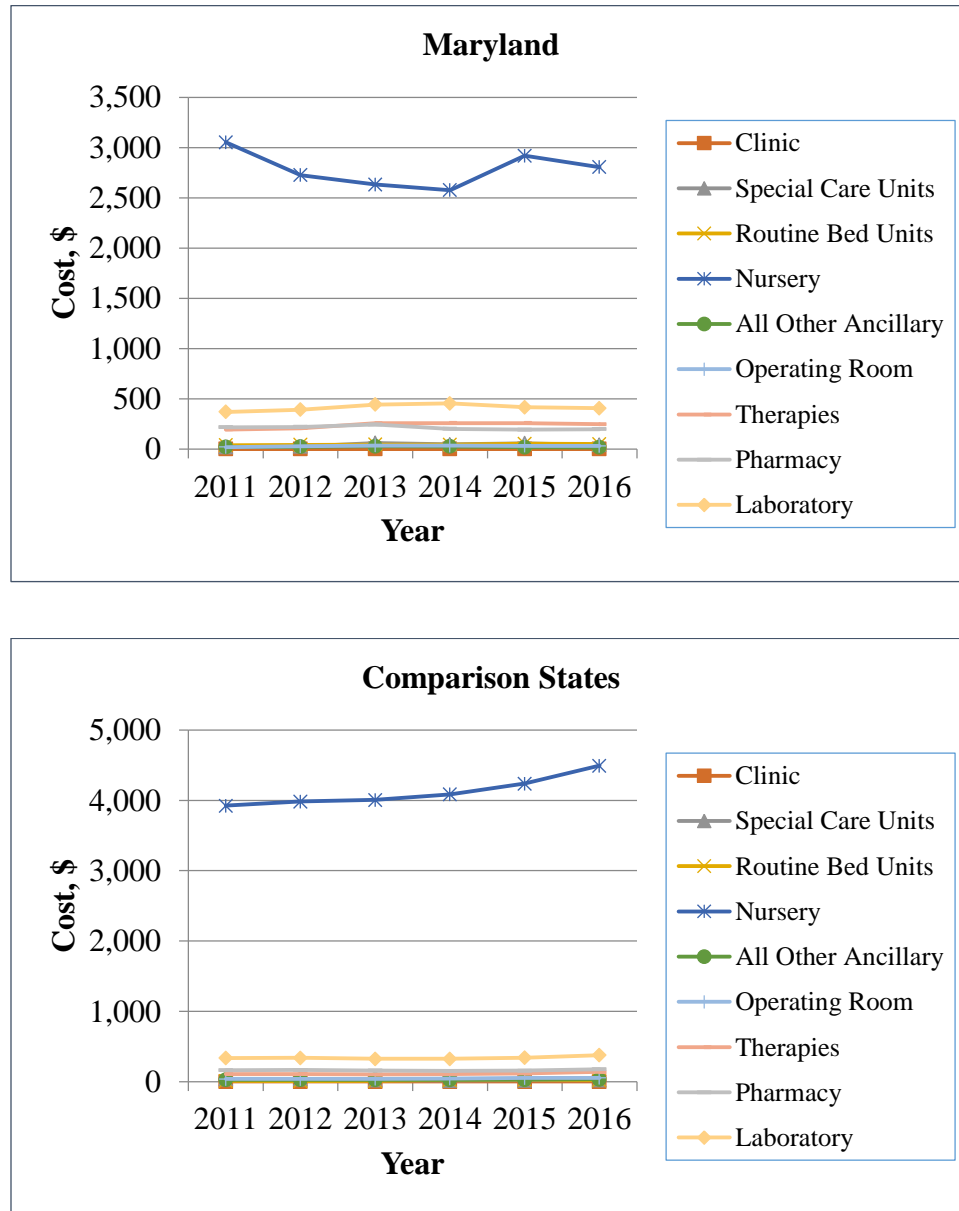 Maryland
3,500
3,000
2,500
2,000
1,500
1,000
500
0
Cost, $
2011 2012 2013 2014 2015 2016
Year
Clinic
Special Care Units
Routine Bed Units
Nursery
All Other Ancillary
Operating Room
Therapies
Pharmacy
Laboratory
Comparison States
5,000
4,000
3,000
2,000
1,000
0
Cost, $
2011 2012 2013 2014 2015 2016
Year
Clinic
Special Care Units
Routine Bed Units
Nursery
All Other Ancillary
Operating Room
Therapies
Pharmacy
Laboratory